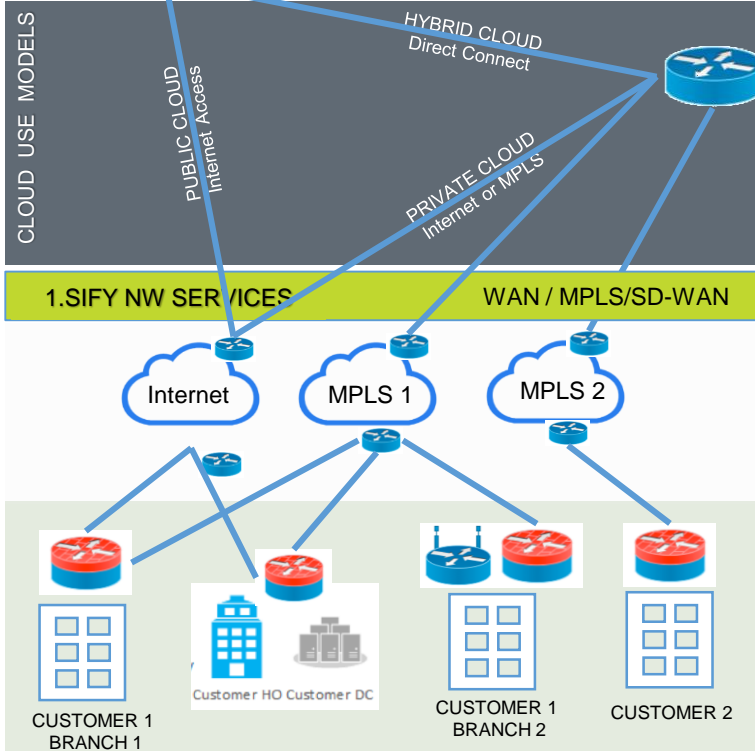 HYBRID CLOUD
Direct Connect
CLOUD USE MODELS
PUBLIC CLOUD
Internet Access
PRIVATE CLOUD
Internet or MPLS
1.SIFY NW SERVICES
WAN / MPLS/SD-WAN
Internet
MPLS 1
MPLS 2
Customer HO Customer DC
CUSTOMER 1
BRANCH 1
CUSTOMER 1
BRANCH 2
CUSTOMER 2